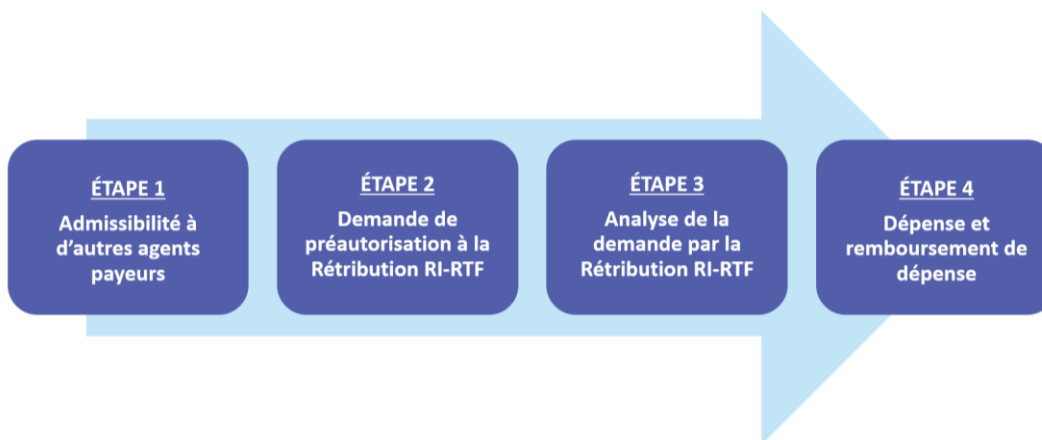 ÉTAPE 1
Admissibilité à
d’autres agents
payeurs
ÉTAPE 2
Demande de
préautorisation à la
Rétribution RI-RTF
ÉTAPE 3
Analyse de la
demande par la
Rétribution RI-RTF
ÉTAPE 4
Dépense et
remboursement de
dépense